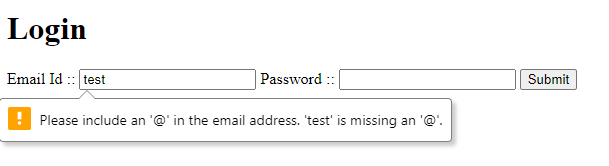 Login
Email Id :: test Password :: Submit
Please include an '@' in the email address. 'test' is missing an '@'.